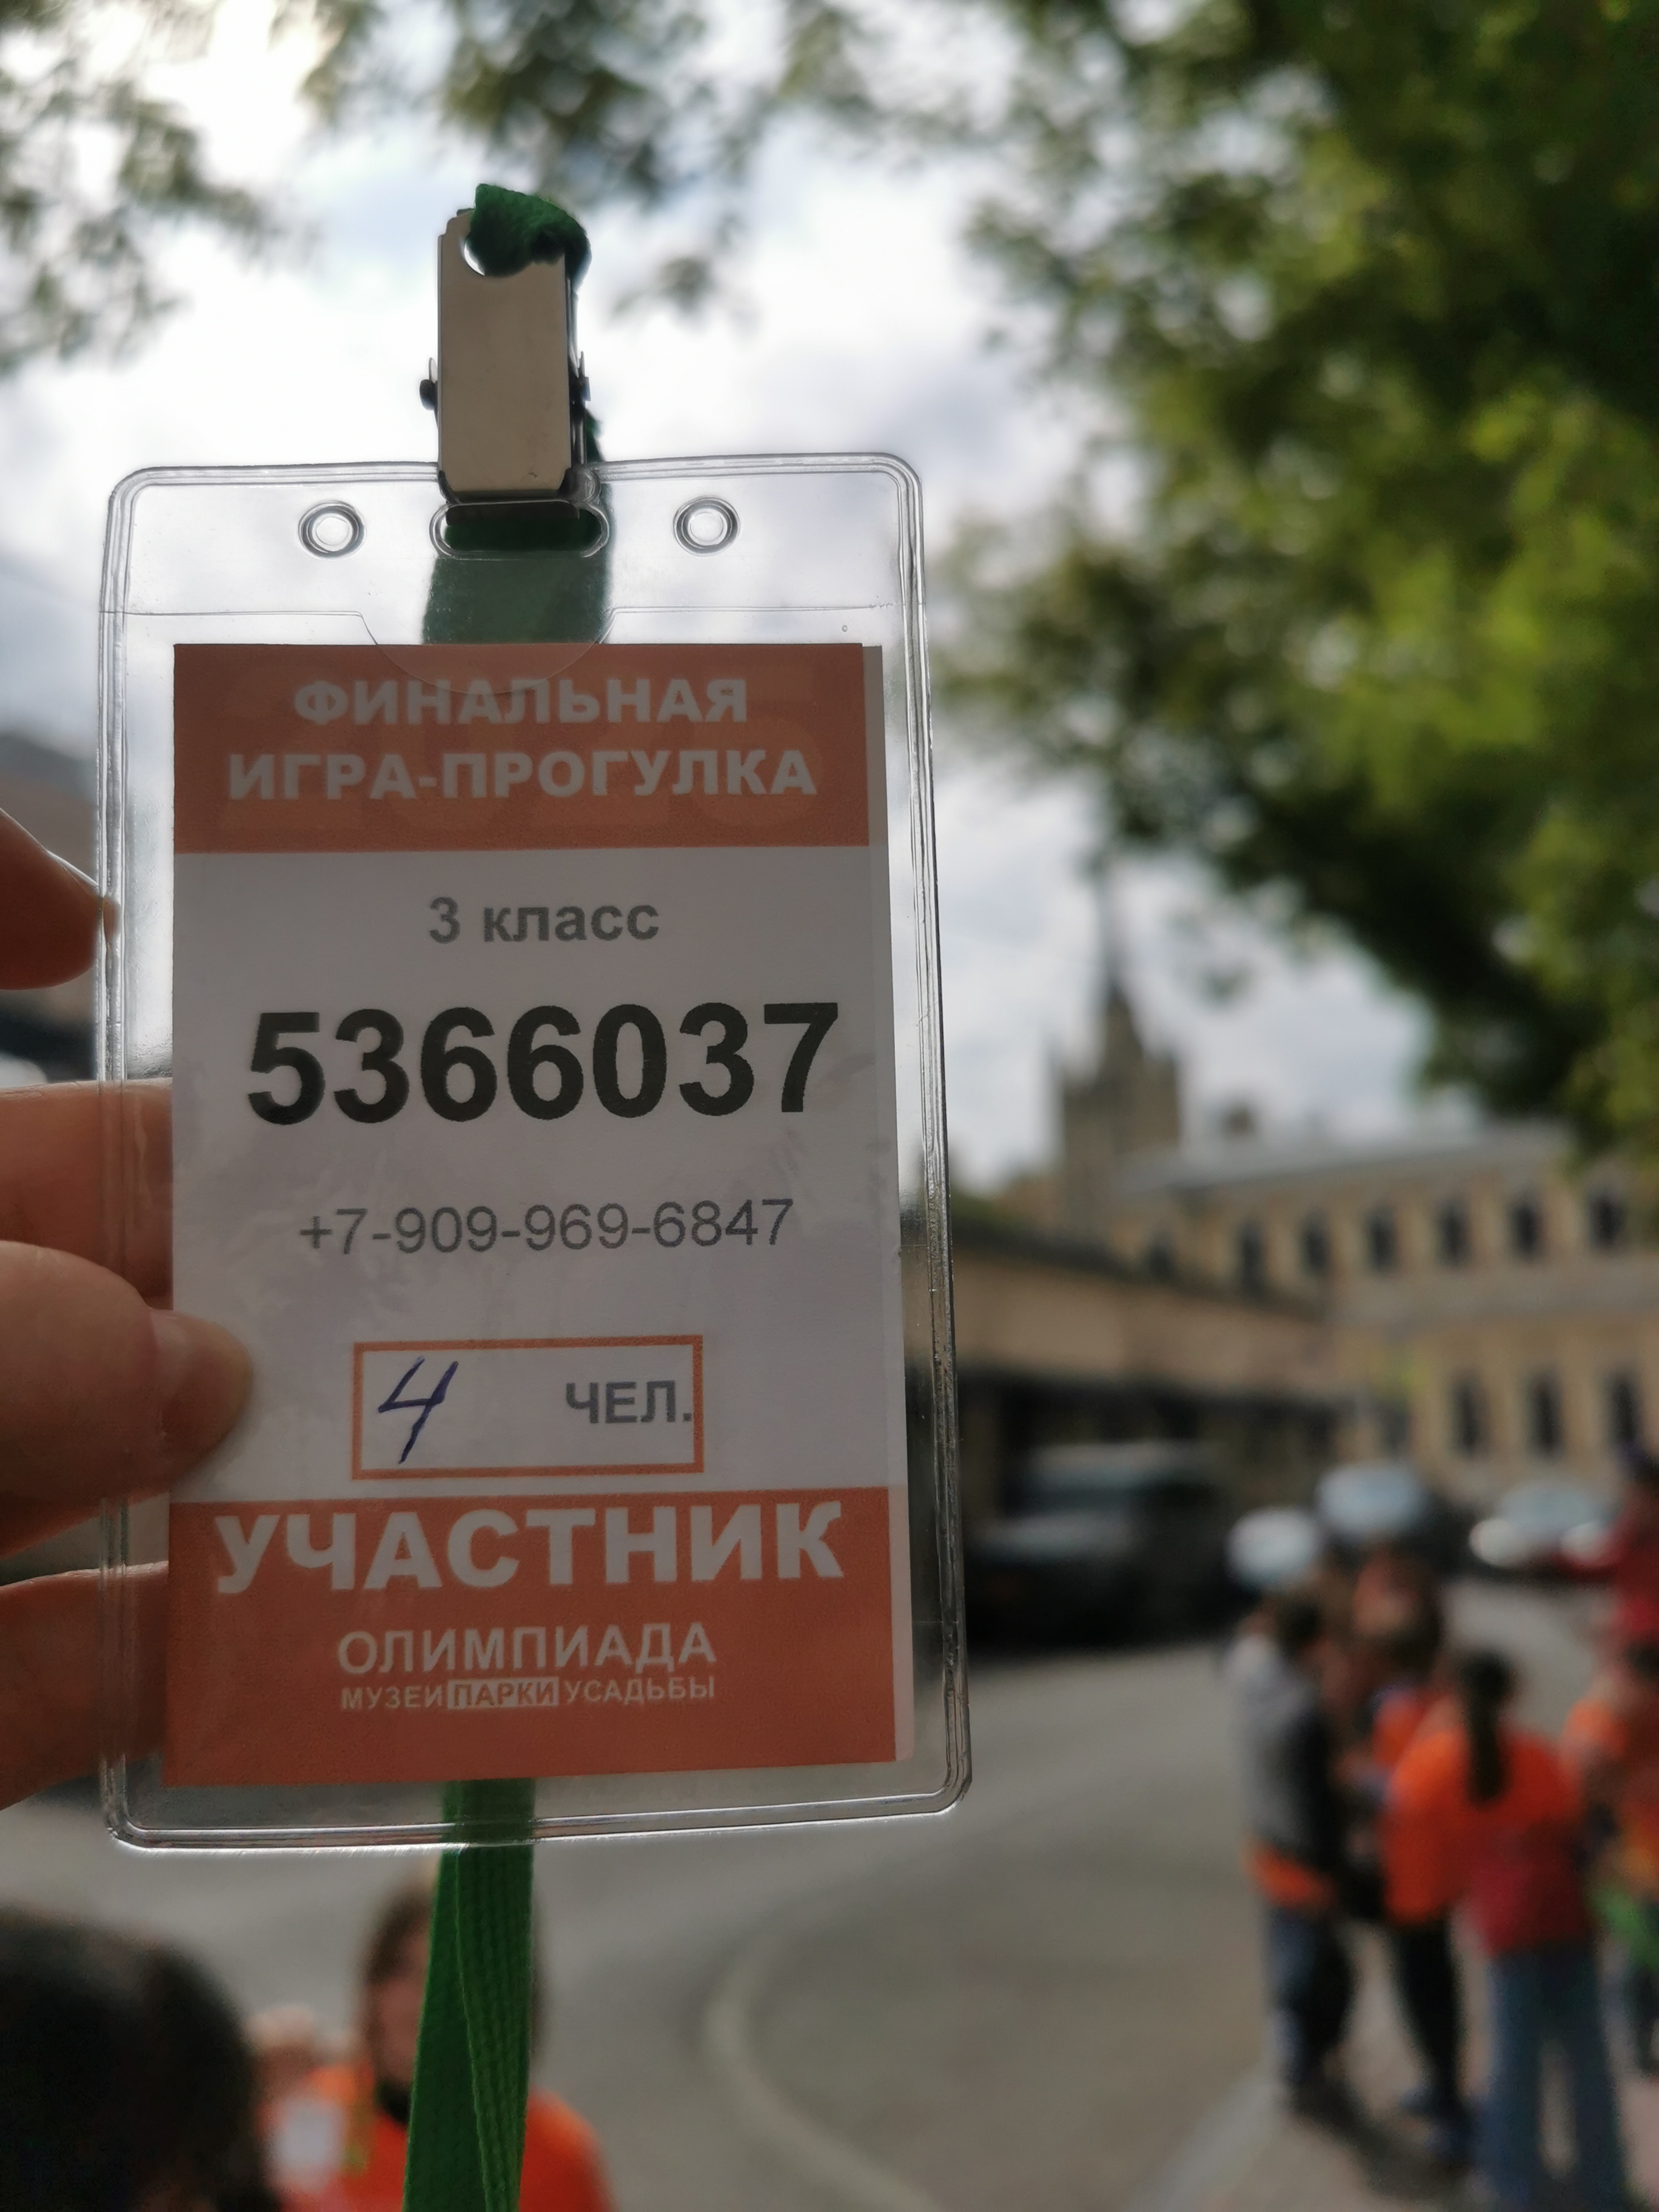 ФИНАЛЬНАЯ
ИГРА-ПРОГУЛКА
3 класс
5366037
+7-909-969-6847
4 ЧЕЛ.
УЧАСТНИК
ОЛИМПИАДА
МУЗЕИ ПАРКИ УСАДЬБЫ